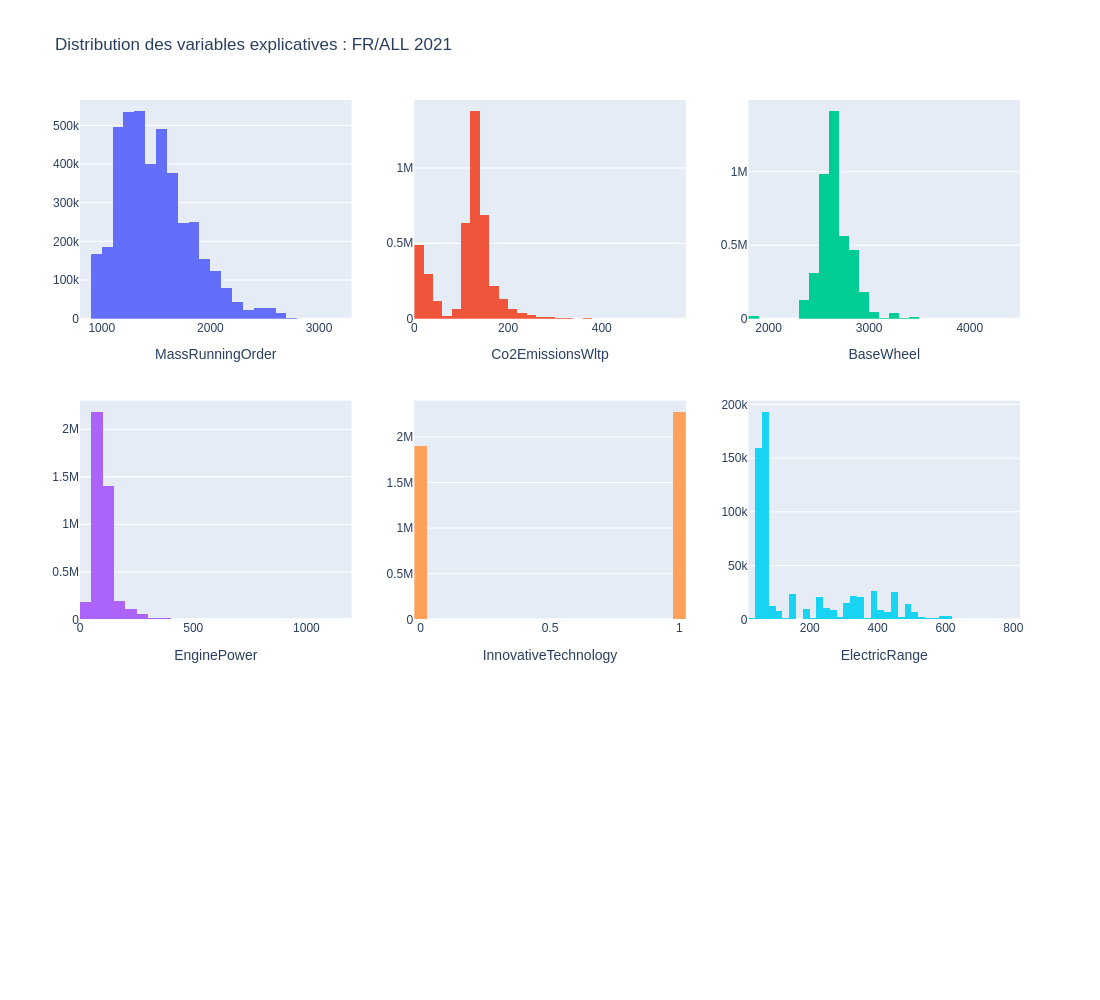 Distribution des variables explicatives : FR/ALL 2021
500k
400k
300k
200k
100k
0
1000
2000
3000
MassRunningOrder
1M
0.5M
0
0
200
400
Co2EmissionsWltp
1M
0.5M
0
2000
3000
4000
BaseWheel
2M
1.5M
1M
0.5M
0
0
500
1000
EnginePower
2M
1.5M
1M
0.5M
0
0
0.5
1
InnovativeTechnology
200k
150k
100k
50k
0
200
400
600
800
ElectricRange